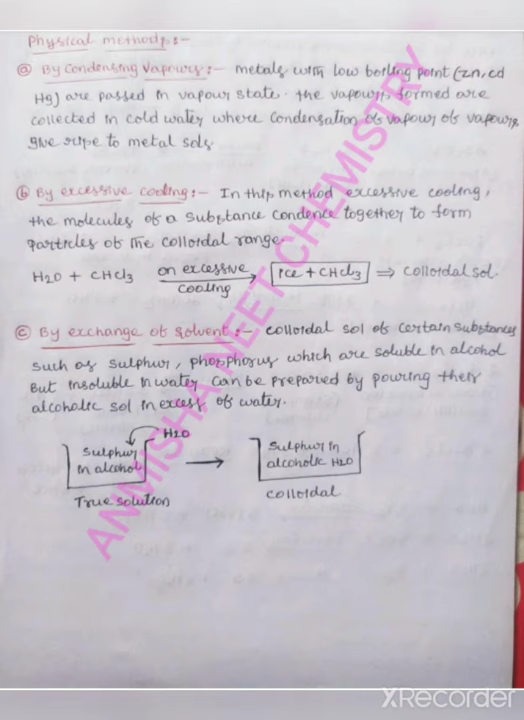 Physical methods:-
ⓐ By Condensing Vapours:- metals with low boiling point (zn, cd
Hg) are passed in vapour state. the vapours formed are
collected in cold water where condensation of vapour of vapours,
give ripe to metal sols
ⓑ By excessive cooling:- In this method excessive cooling,
the molecules of a substance condence together to form
particles of the colloidal range.
H2O + CHCl3 on excessive cooling → ice + CHCl3 ⇒ colloidal sol.
ⓒ By exchange of solvent:- colloidal sol of certain substances
such as sulphur, phosphorus which are soluble in alcohol
But insoluble in water can be prepared by pouring their
alcoholic sol in excess of water.
H2O
Sulphur in alcohol → Sulphur in alcoholic H2O
True solution colloidal
ANMISHA NEET CHEMISTRY
XRecorder